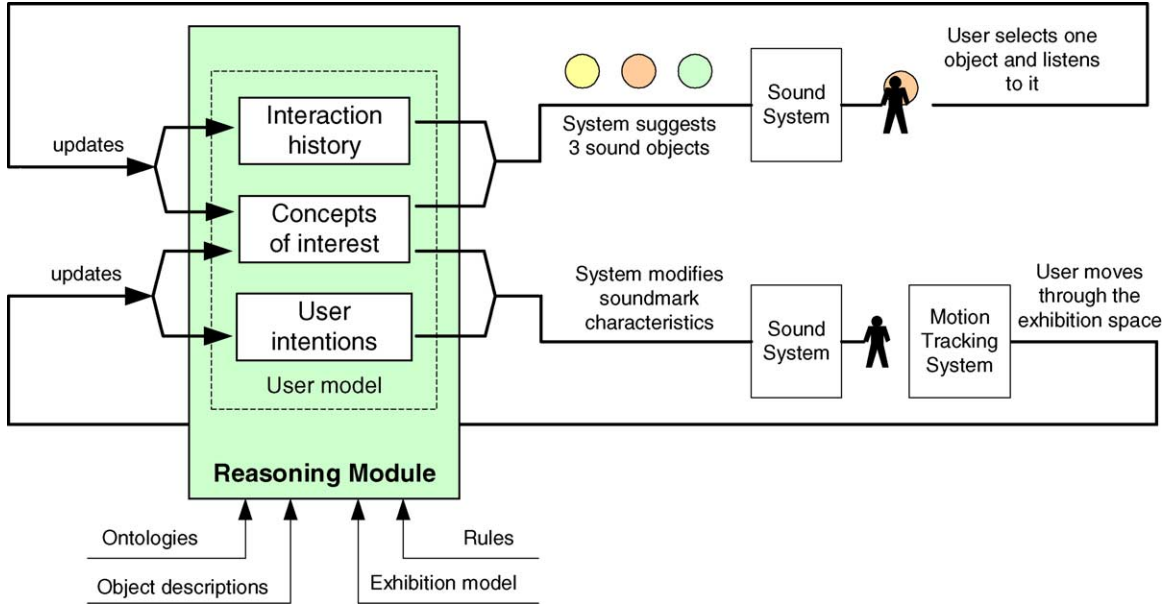 User selects one
object and listens
to it
Sound
System
System suggests
3 sound objects
Interaction
history
updates
Concepts
of interest
updates
User
intentions
User model
System modifies
soundmark
characteristics
Sound
System
Motion
Tracking
System
User moves
through the
exhibition space
Reasoning Module
Ontologies
Rules
Object descriptions
Exhibition model